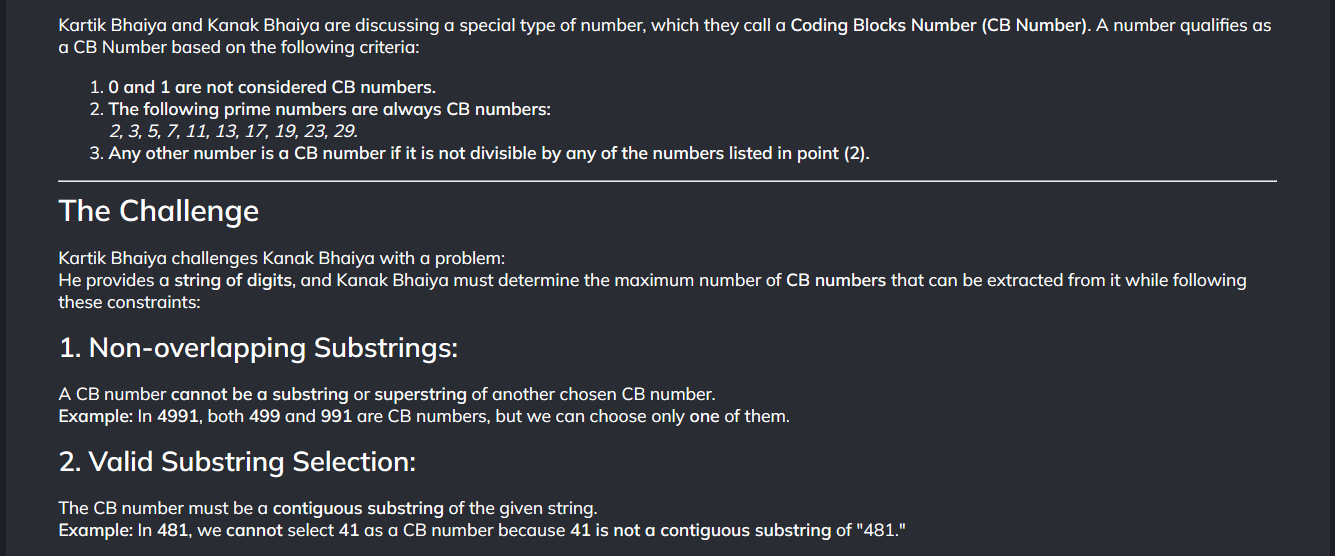 Kartik Bhaiya and Kanak Bhaiya are discussing a special type of number, which they call a Coding Blocks Number (CB Number). A number qualifies as
a CB Number based on the following criteria:
1. 0 and 1 are not considered CB numbers.
2. The following prime numbers are always CB numbers:
2, 3, 5, 7, 11, 13, 17, 19, 23, 29.
3. Any other number is a CB number if it is not divisible by any of the numbers listed in point (2).
The Challenge
Kartik Bhaiya challenges Kanak Bhaiya with a problem:
He provides a string of digits, and Kanak Bhaiya must determine the maximum number of CB numbers that can be extracted from it while following
these constraints:
1. Non-overlapping Substrings:
A CB number cannot be a substring or superstring of another chosen CB number.
Example: In 4991, both 499 and 991 are CB numbers, but we can choose only one of them.
2. Valid Substring Selection:
The CB number must be a contiguous substring of the given string.
Example: In 481, we cannot select 41 as a CB number because 41 is not a contiguous substring of "481."